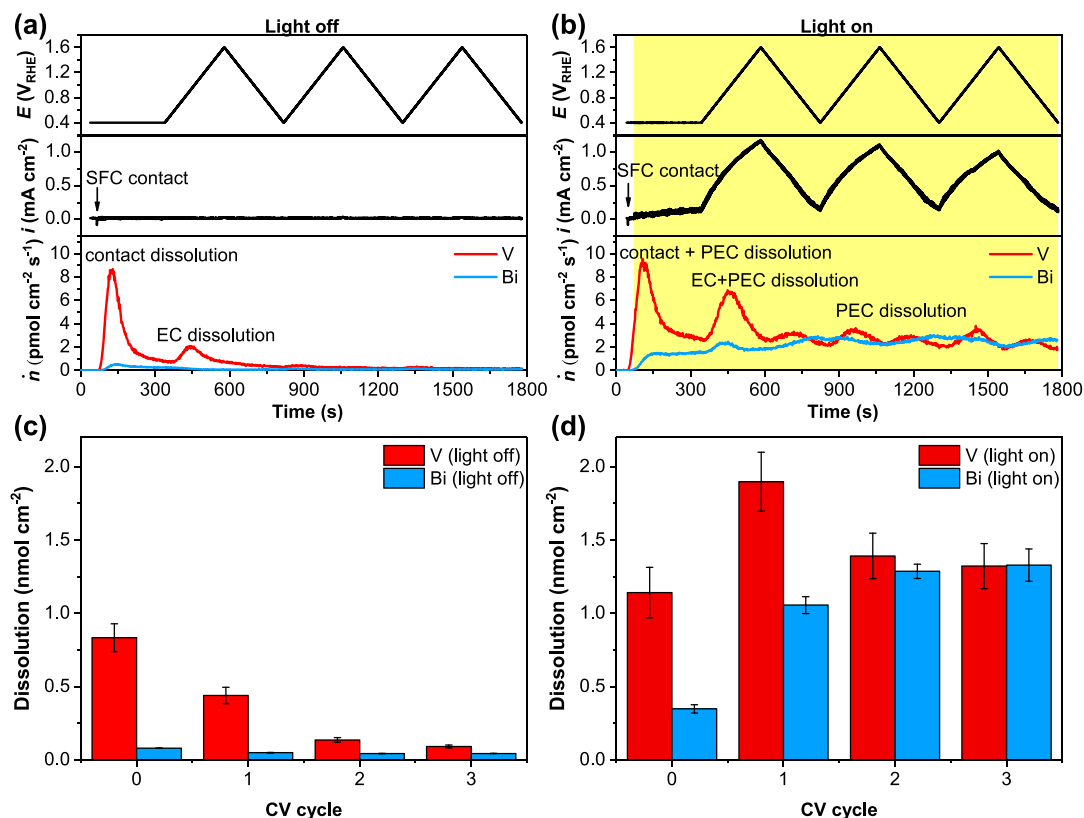 (a)
Light off
E (VRHE)
1.6
1.2
0.8
0.4
i (mA cm-2)
1.0
0.5
0.0
SFC contact
ṅ (pmol cm-2 s-1)
10
8
6
4
2
0
contact dissolution
EC dissolution
V
Bi
0 300 600 900 1200 1500 1800
Time (s)
(b)
Light on
E (VRHE)
1.6
1.2
0.8
0.4
i (mA cm-2)
1.0
0.5
0.0
SFC contact
ṅ (pmol cm-2 s-1)
10
8
6
4
2
0
contact + PEC dissolution
EC+PEC dissolution
PEC dissolution
V
Bi
0 300 600 900 1200 1500 1800
Time (s)
(c)
Dissolution (nmol cm-2)
2.0
1.5
1.0
0.5
0.0
V (light off)
Bi (light off)
0 1 2 3
CV cycle
(d)
Dissolution (nmol cm-2)
2.0
1.5
1.0
0.5
0.0
V (light on)
Bi (light on)
0 1 2 3
CV cycle